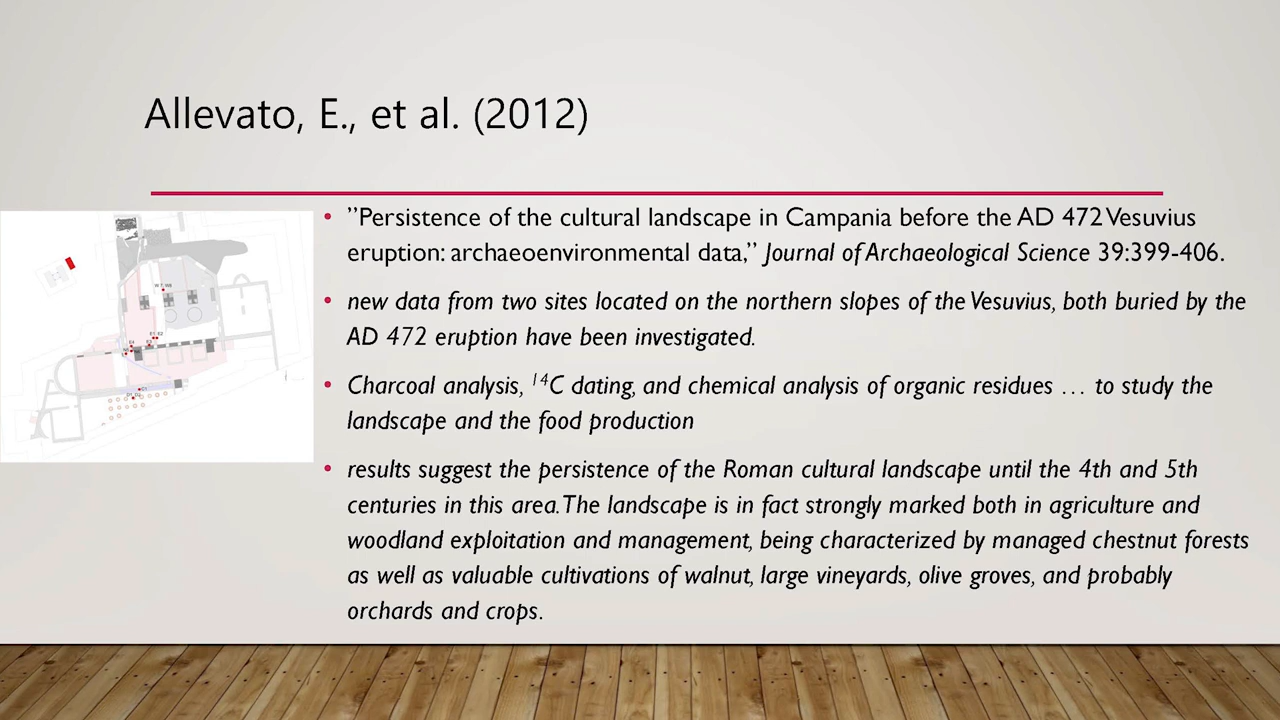 Allevato, E., et al. (2012)
• ”Persistence of the cultural landscape in Campania before the AD 472 Vesuvius
eruption: archaeoenvironmental data,” Journal of Archaeological Science 39:399-406.
• new data from two sites located on the northern slopes of the Vesuvius, both buried by the
AD 472 eruption have been investigated.
• Charcoal analysis, ¹⁴C dating, and chemical analysis of organic residues … to study the
landscape and the food production
• results suggest the persistence of the Roman cultural landscape until the 4th and 5th
centuries in this area. The landscape is in fact strongly marked both in agriculture and
woodland exploitation and management, being characterized by managed chestnut forests
as well as valuable cultivations of walnut, large vineyards, olive groves, and probably
orchards and crops.